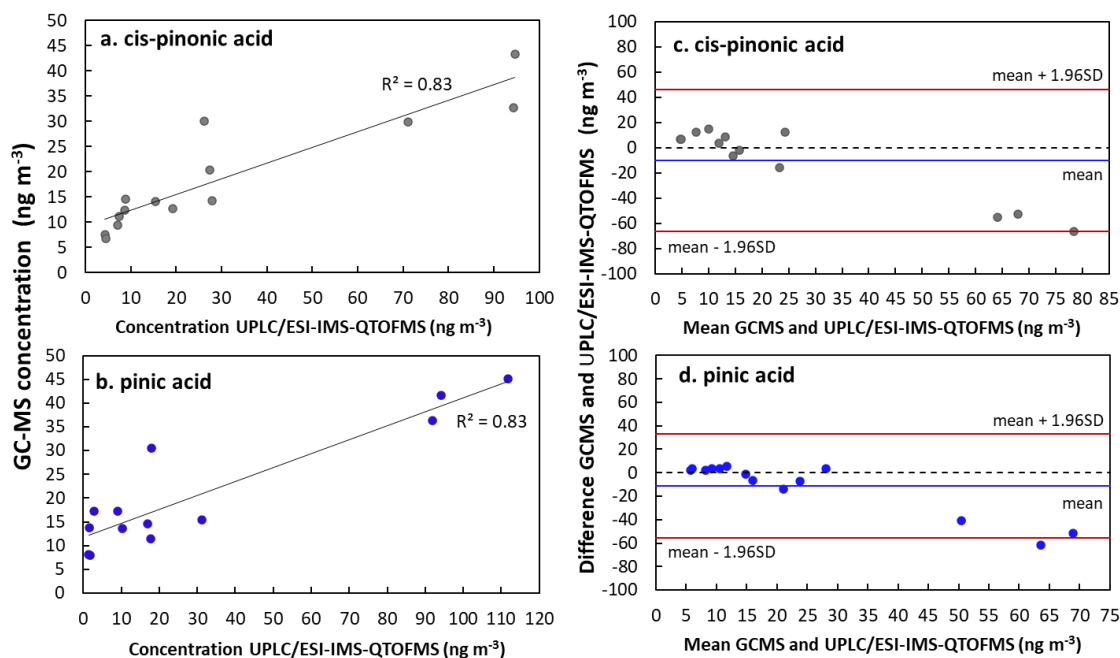 a. cis-pinonic acid
R² = 0.83
50
45
40
35
30
25
20
15
10
5
0
0 10 20 30 40 50 60 70 80 90 100
Concentration UPLC/ESI-IMS-QTOFMS (ng m⁻³)
GC-MS concentration (ng m⁻³)
b. pinic acid
R² = 0.83
50
45
40
35
30
25
20
15
10
5
0
0 10 20 30 40 50 60 70 80 90 100 110 120
Concentration UPLC/ESI-IMS-QTOFMS (ng m⁻³)
c. cis-pinonic acid
mean + 1.96SD
mean
mean - 1.96SD
100
80
60
40
20
0
-20
-40
-60
-80
-100
0 5 10 15 20 25 30 35 40 45 50 55 60 65 70 75 80 85
Mean GCMS and UPLC/ESI-IMS-QTOFMS (ng m⁻³)
Difference GCMS and UPLC/ESI-IMS-QTOFMS (ng m⁻³)
d. pinic acid
mean + 1.96SD
mean
mean - 1.96SD
100
80
60
40
20
0
-20
-40
-60
-80
-100
0 5 10 15 20 25 30 35 40 45 50 55 60 65 70 75
Mean GCMS and UPLC/ESI-IMS-QTOFMS (ng m⁻³)